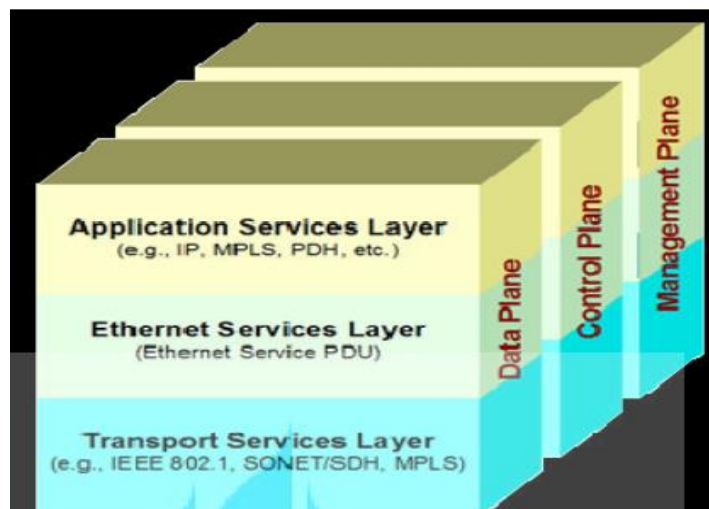 Application Services Layer
(e.g., IP, MPLS, PDH, etc.)
Ethernet Services Layer
(Ethernet Service PDU)
Transport Services Layer
(e.g., IEEE 802.1, SONET/SDH, MPLS)
Data Plane
Control Plane
Management Plane